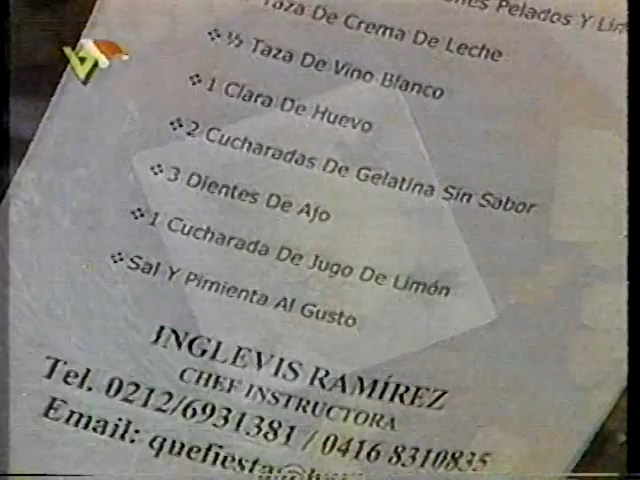 Pelados Y
Taza De Crema De Leche
❖ ½ Taza De Vino Blanco
❖ 1 Clara De Huevo
❖ 2 Cucharadas De Gelatina Sin Sabor
❖ 3 Dientes De Ajo
❖ 1 Cucharada De Jugo De Limón
❖ Sal Y Pimienta Al Gusto
INGLEVIS RAMÍREZ
CHEF INSTRUCTORA
Tel. 0212/6931381 / 0416 8310835
Email: